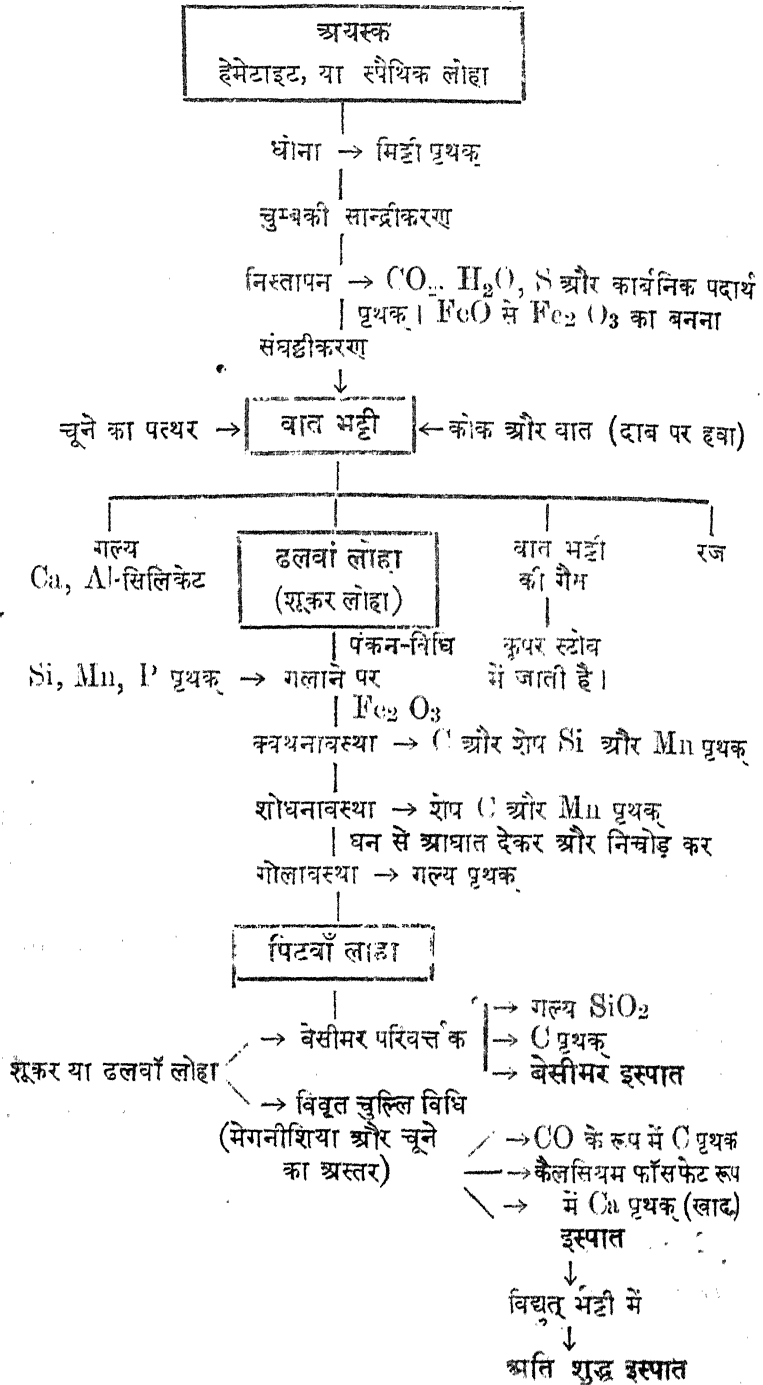 अयस्क
हेमेटाइट, या स्पैथिक लोहा
धोना → मिट्टी पृथक्
चुम्बकी सान्द्रीकरण
निस्तापन → CO₂, H₂O, S और कार्बनिक पदार्थ
पृथक्। FeO से Fe₂ O₃ का बनना
संघट्टीकरण
चूने का पत्थर → वात भट्टी ← कोक और वात (दाब पर हवा)
गल्य ढलवां लोहा वात भट्टी रज
Ca, Al-सिलिकेट (शूकर लोहा) की गैस
पंकन-विधि कूपर स्टोव
Si, Mn, P पृथक् → गलाने पर में जाती है।
Fe₂ O₃
क्वथनावस्था → C और शेष Si और Mn पृथक्
शोधनावस्था → शेष C और Mn पृथक्
घन से आघात देकर और निचोड़ कर
गोलावस्था → गल्य पृथक्
पिटवाँ लोहा
→ गल्य SiO₂
→ बेसीमर परिवर्त्तक → C पृथक्
शूकर या ढलवाँ लोहा → बेसीमर इस्पात
→ विवृत चुल्लि विधि
(मेगनीशिया और चूने → CO के रूप में C पृथक
का अस्तर) → कैलसियम फॉसफेट रूप
→ में Ca पृथक् (खाद)
इस्पात
↓
विद्युत् भट्टी में
↓
अति शुद्ध इस्पात